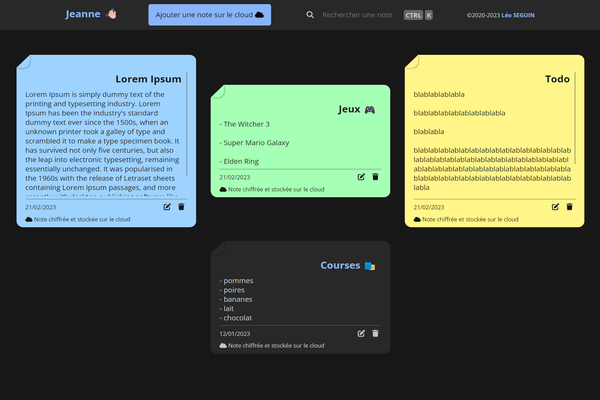 Jeanne
Ajouter une note sur le cloud
Rechercher une note
CTRL K
©2020-2023 Léo SEGUIN
Lorem Ipsum
Lorem Ipsum is simply dummy text of the
printing and typesetting industry. Lorem
Ipsum has been the industry's standard
dummy text ever since the 1500s, when an
unknown printer took a galley of type and
scrambled it to make a type specimen book. It
has survived not only five centuries, but also
the leap into electronic typesetting, remaining
essentially unchanged. It was popularised in
the 1960s with the release of Letraset sheets
containing Lorem Ipsum passages, and more
21/02/2023
Note chiffrée et stockée sur le cloud
Jeux
- The Witcher 3
- Super Mario Galaxy
- Elden Ring
21/02/2023
Note chiffrée et stockée sur le cloud
Todo
blablablablabla
blablablablablablablablabla
blablabla
21/02/2023
Note chiffrée et stockée sur le cloud
Courses
- pommes
- poires
- bananes
- lait
- chocolat
12/01/2023
Note chiffrée et stockée sur le cloud